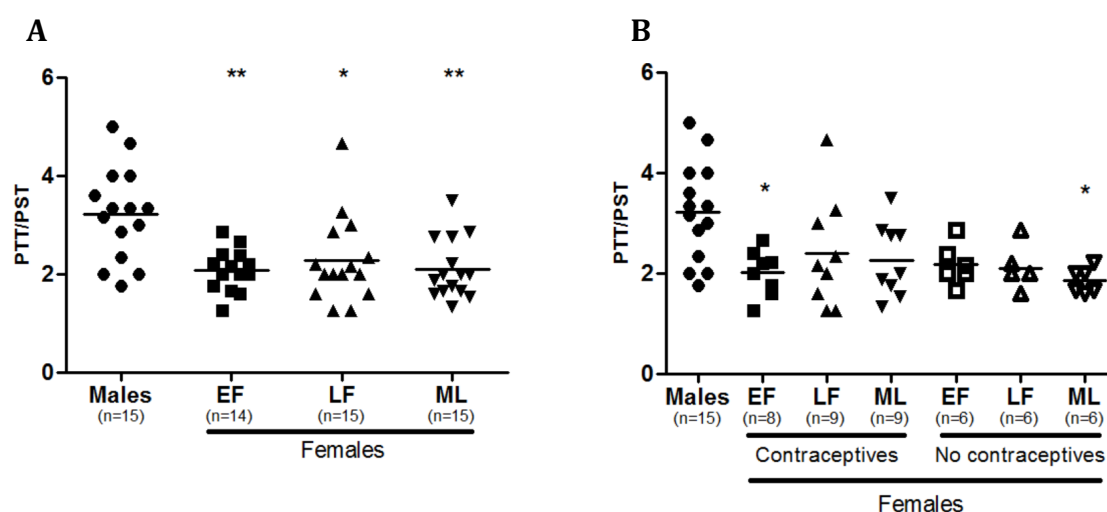 A
** * **
6
4
2
0
PTT/PST
Males EF LF ML
(n=15) (n=14) (n=15) (n=15)
Females
B
6
4
2
0
PTT/PST
* *
Males EF LF ML EF LF ML
(n=15) (n=8) (n=9) (n=9) (n=6) (n=6) (n=6)
Contraceptives No contraceptives
Females